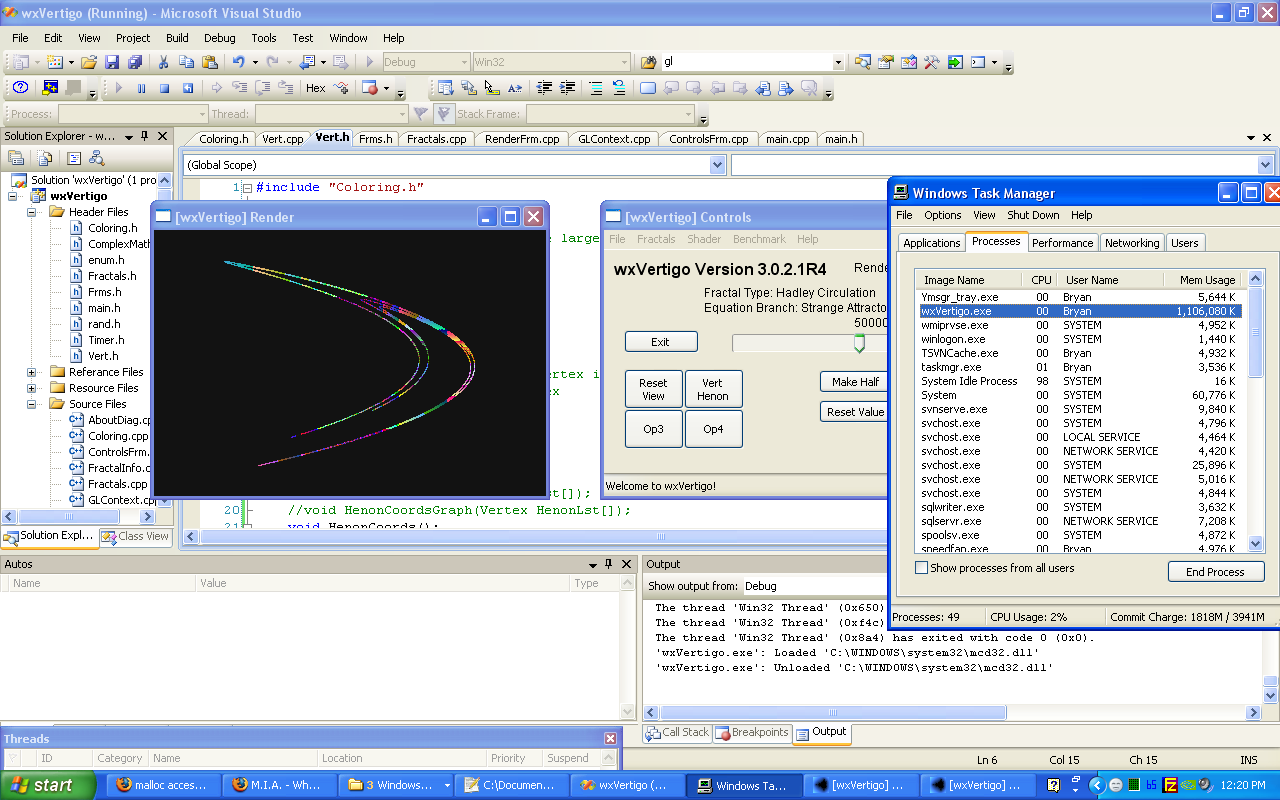 wxVertigo (Running) - Microsoft Visual Studio
File Edit View Project Build Debug Tools Test Window Help
Debug Win32 gl
Hex
Process: Thread: Stack Frame:
Solution Explorer - w...
Coloring.h Vert.cpp Vert.h Frms.h Fractals.cpp RenderFrm.cpp GLContext.cpp ControlsFrm.cpp main.cpp main.h
(Global Scope)
Solution 'wxVertigo' (1 pro
wxVertigo
Header Files
Coloring.h
ComplexMath
enum.h
Fractals.h
Frms.h
main.h
rand.h
Timer.h
Vert.h
Referance Files
Resource Files
Source Files
AboutDiag.cp
Coloring.cpp
ControlsFrm.
FractalInfo.c
Fractals.cpp
GLContext.cp
Solution Expl... Class View
1 #include "Coloring.h"
e large
ertex i
ex
st[]);
20 //void HenonCoordsGraph(Vertex HenonLst[]);
21 void HenonCoords();
[wxVertigo] Render
[wxVertigo] Controls
File Fractals Shader Benchmark Help
wxVertigo Version 3.0.2.1R4 Rende
Fractal Type: Hadley Circulation
Equation Branch: Strange Attracto
50000
Exit
Reset View
Vert Henon
Make Half
Reset Value
Op3 Op4
Welcome to wxVertigo!
Windows Task Manager
File Options View Shut Down Help
Applications Processes Performance Networking Users
Image Name CPU User Name Mem Usage
Ymsgr_tray.exe 00 Bryan 5,644 K
wxVertigo.exe 00 Bryan 1,106,080 K
wmiprvse.exe 00 SYSTEM 4,952 K
winlogon.exe 00 SYSTEM 1,440 K
TSVNCache.exe 00 Bryan 4,932 K
taskmgr.exe 01 Bryan 3,536 K
System Idle Process 98 SYSTEM 16 K
System 00 SYSTEM 60,776 K
svnserve.exe 00 SYSTEM 9,840 K
svchost.exe 00 SYSTEM 4,796 K
svchost.exe 00 LOCAL SERVICE 4,464 K
svchost.exe 00 NETWORK SERVICE 4,420 K
svchost.exe 00 SYSTEM 25,896 K
svchost.exe 00 NETWORK SERVICE 5,016 K
svchost.exe 00 SYSTEM 4,844 K
sqlwriter.exe 00 SYSTEM 3,632 K
sqlservr.exe 00 NETWORK SERVICE 7,208 K
spoolsv.exe 00 SYSTEM 4,872 K
speedfan.exe 00 Bryan 4,976 K
Show processes from all users
End Process
Processes: 49 CPU Usage: 2% Commit Charge: 1818M / 3941M
Autos
Name Value Type
Output
Show output from: Debug
The thread 'Win32 Thread' (0x650)
The thread 'Win32 Thread' (0xf4c)
The thread 'Win32 Thread' (0x8a4) has exited with code 0 (0x0).
'wxVertigo.exe': Loaded 'C:\WINDOWS\system32\mcd32.dll'
'wxVertigo.exe': Unloaded 'C:\WINDOWS\system32\mcd32.dll'
Call Stack Breakpoints Output
Threads
ID Category Name Location Priority Suspend
Ln 6 Col 15 Ch 15 INS
start malloc acces... M.I.A. - Wh... 3 Windows... C:\Documen... wxVertigo (... Windows Ta... [wxVertigo] ... [wxVertigo] ... 12:20 PM